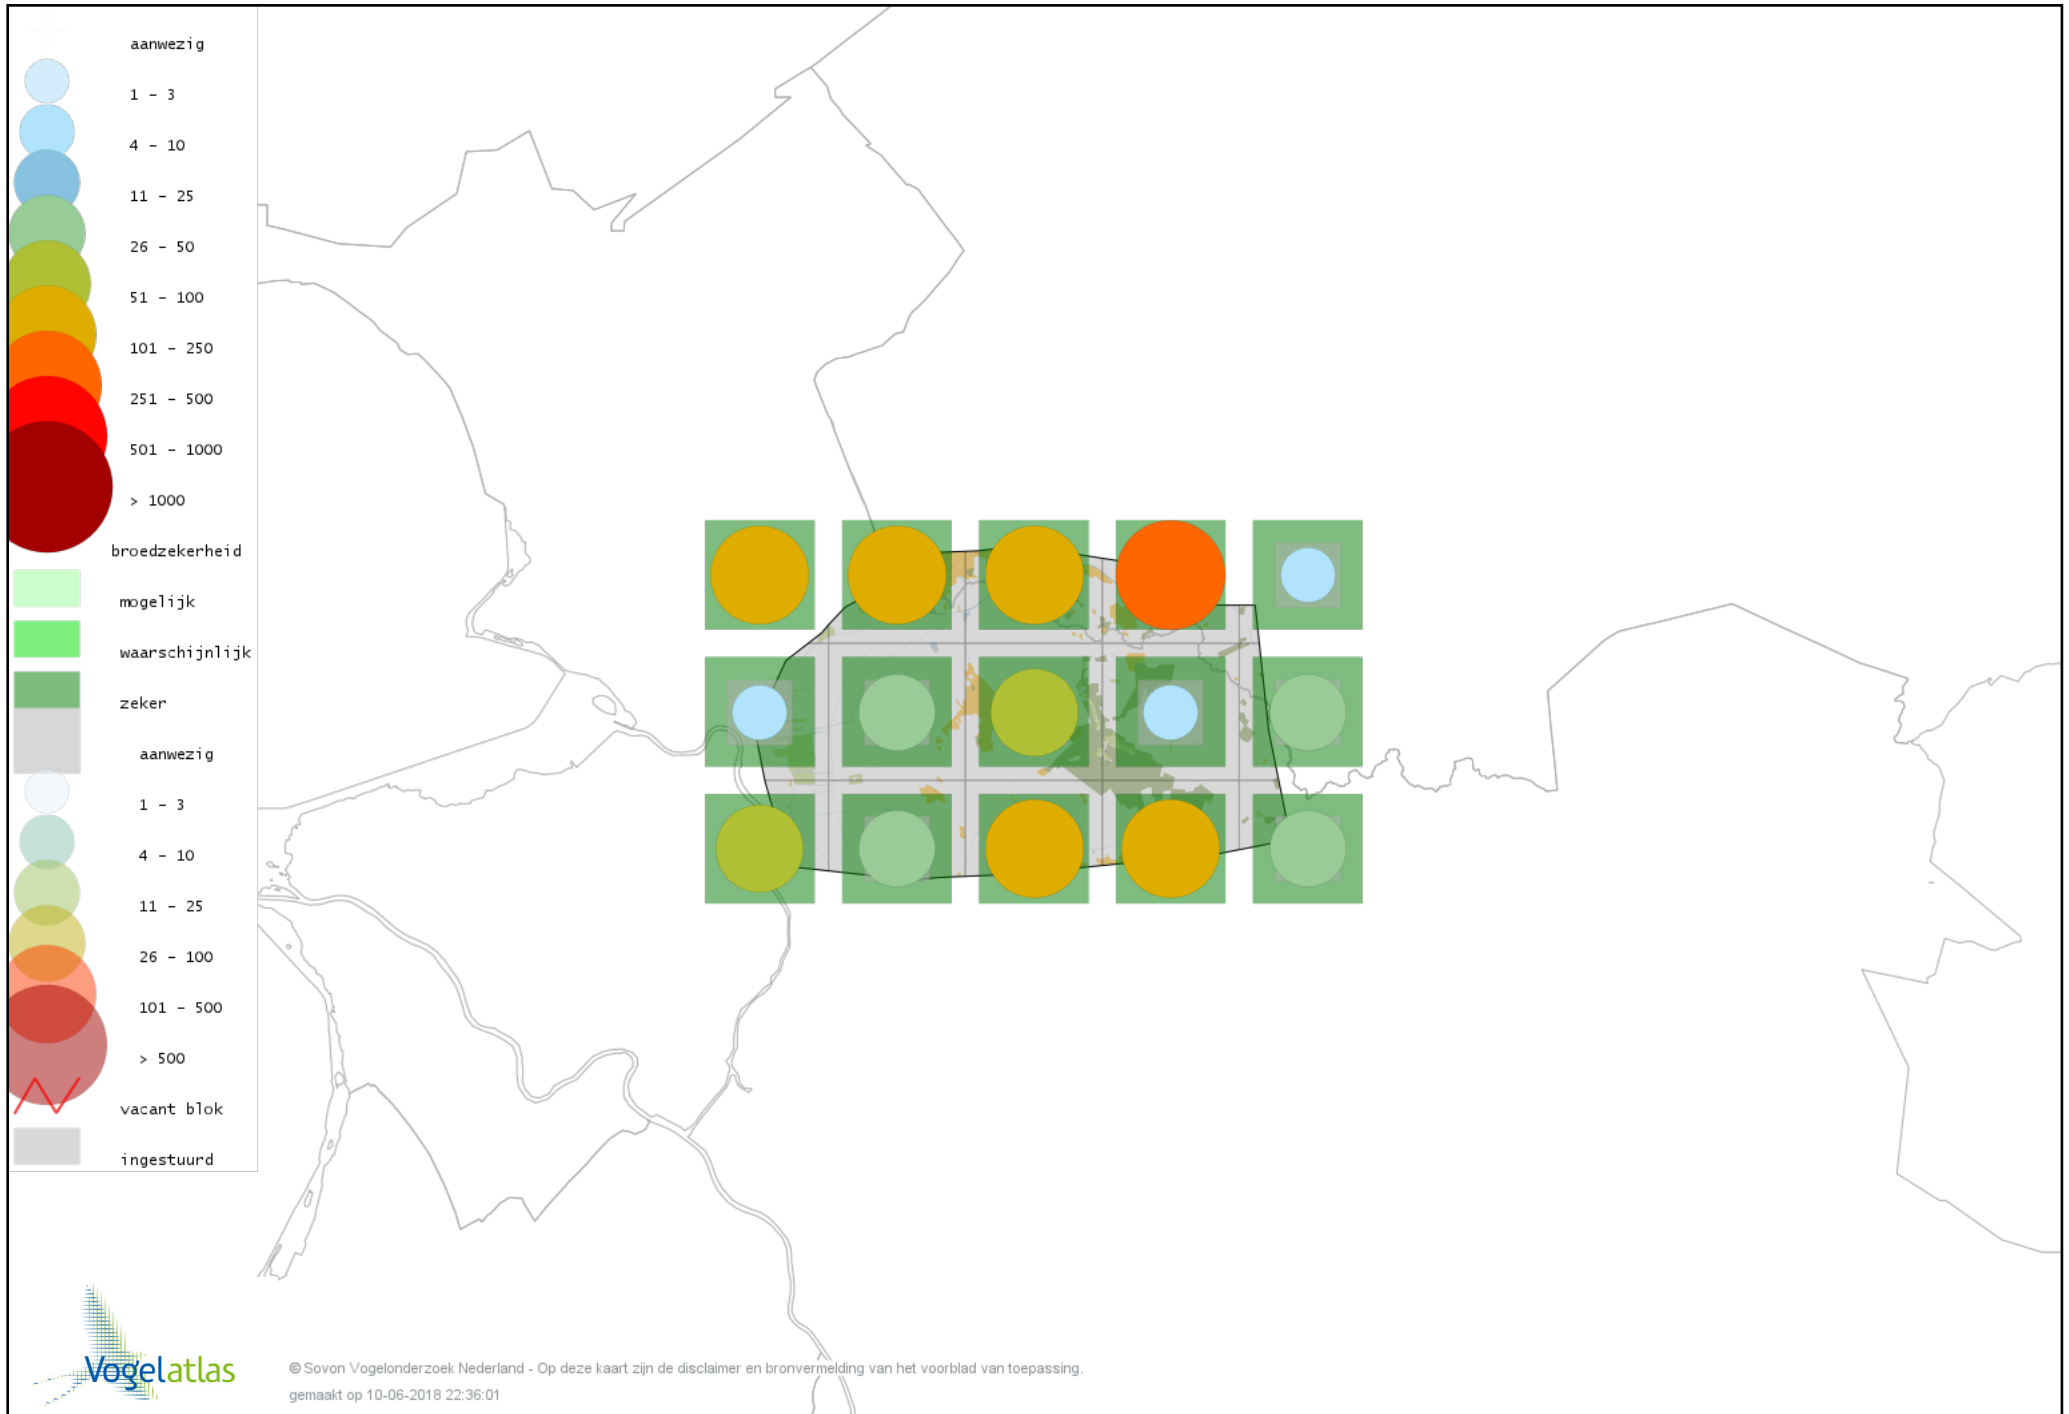 aanwezig
1 - 3
4 - 10
11 - 25
26 - 50
51 - 100
101 - 250
251 - 500
501 - 1000
> 1000
broedzekerheid
mogelijk
waarschijnlijk
zeker
aanwezig
1 - 3
4 - 10
11 - 25
26 - 100
101 - 500
> 500
vacant blok
ingestuurd
Vogelatlas
© Sovon Vogelonderzoek Nederland - Op deze kaart zijn de disclaimer en bronvermelding van het voorblad van toepassing.
gemaakt op 10-06-2018 22:36:01